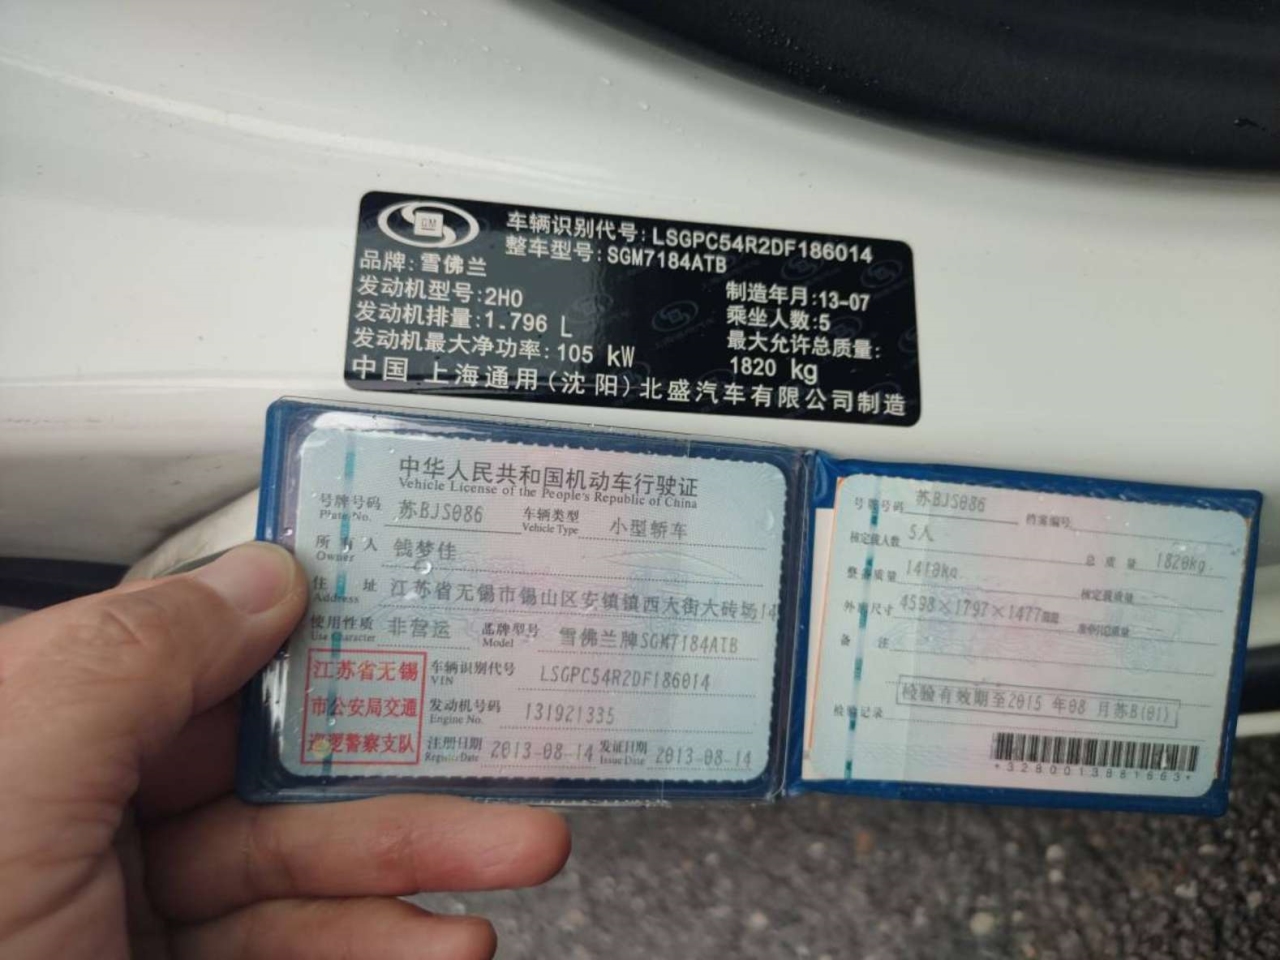 GM
车辆识别代号:LSGPC54R2DF186014
整车型号:SGM7184ATB
品牌:雪佛兰
发动机型号:2H0
制造年月:13-07
发动机排量:1.796 L
乘坐人数:5
发动机最大净功率:105 kW
最大允许总质量:
1820 kg
中国 上海通用(沈阳)北盛汽车有限公司制造
中华人民共和国机动车行驶证
Vehicle License of the People's Republic of China
号牌号码 苏BJS086 车辆类型 小型轿车
Plate No. Vehicle Type
所有人 钱梦佳
Owner
住址 江苏省无锡市锡山区安镇镇西大街大砖场14
Address
使用性质 非营运 品牌型号 雪佛兰牌SGM7184ATB
Use Character Model
江苏省无锡
市公安局交通
巡逻警察支队
车辆识别代号 LSGPC54R2DF186014
VIN
发动机号码 131921335
Engine No.
注册日期 2013-08-14 发证日期 2013-08-14
Register Date Issue Date
号牌号码 苏BJS086 档案编号
核定载人数 5人 总质量 1820kg
整备质量 1410kg 核定载质量
外廓尺寸 4598×1797×1477mm
备注
检验有效期至2015 年08 月苏B(01)
检验记录
*3280013881663*